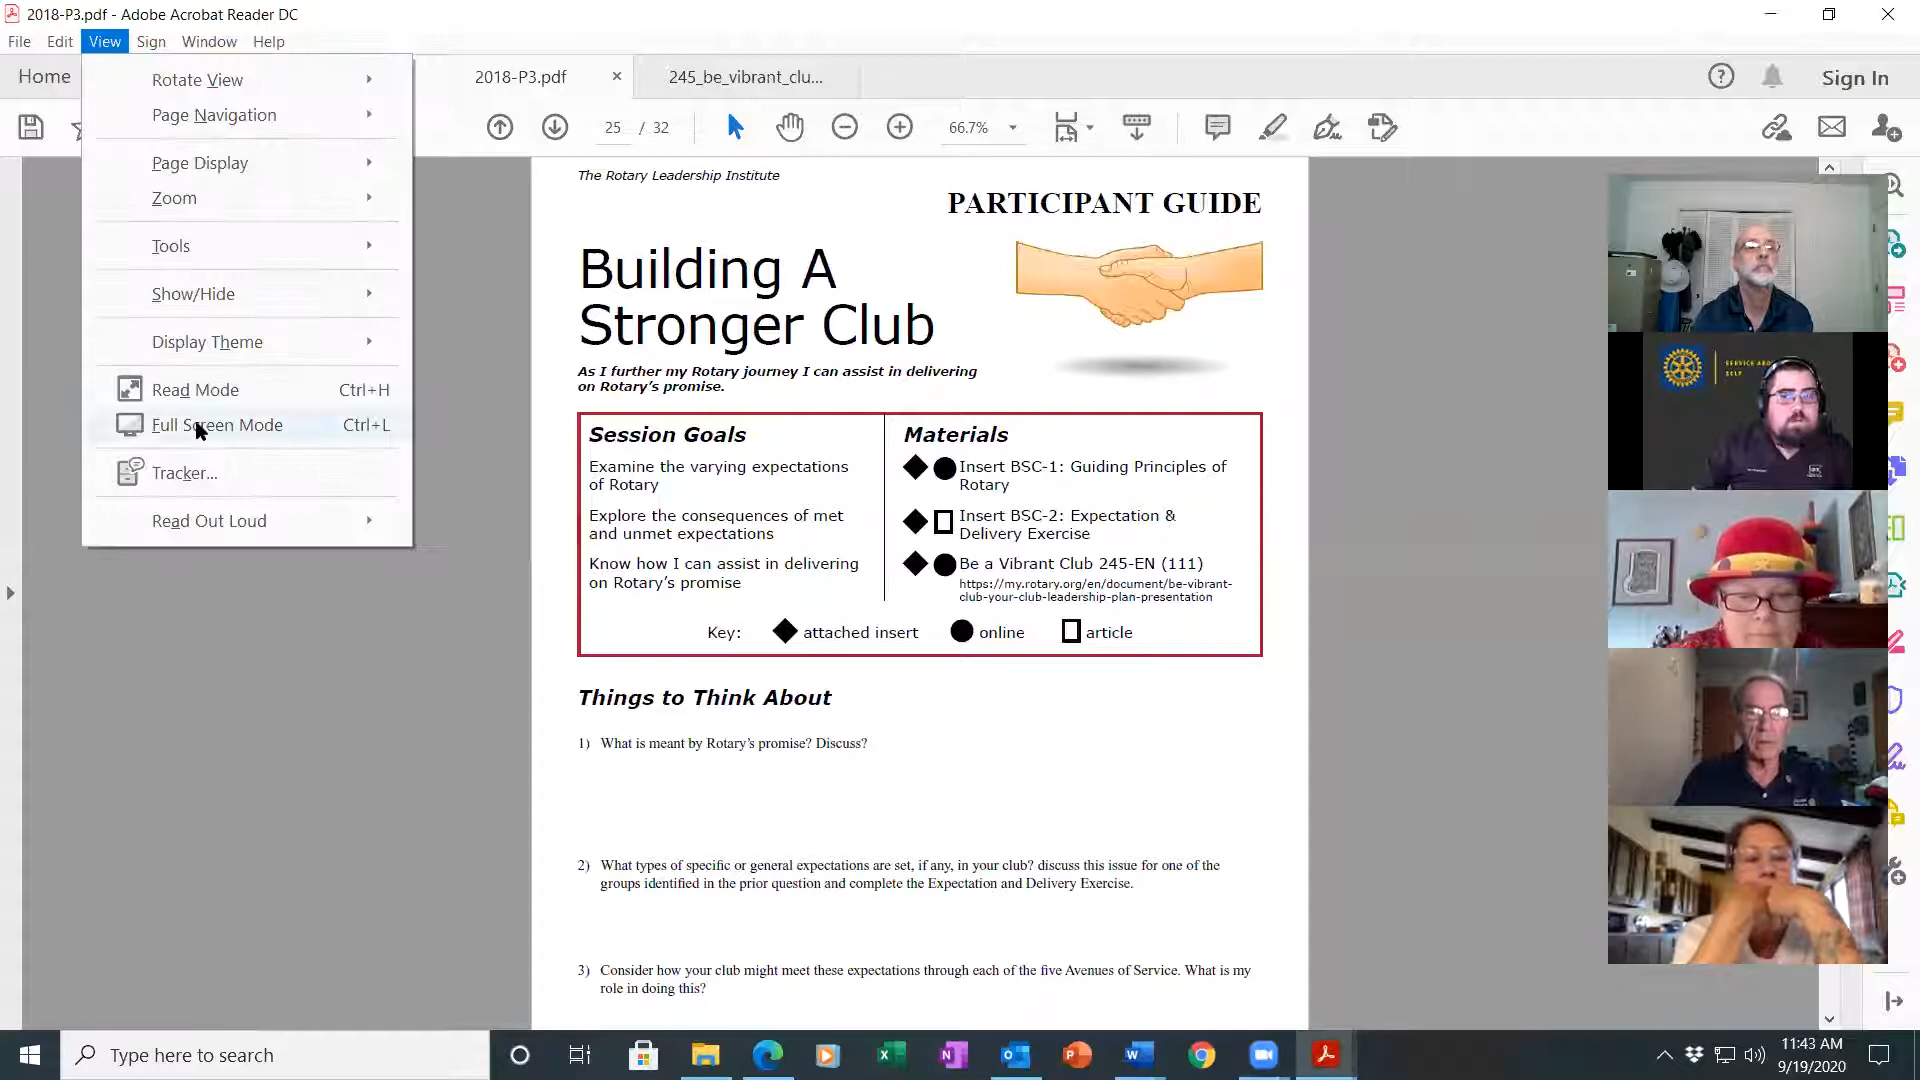 2018-P3.pdf - Adobe Acrobat Reader DC
File Edit View Sign Window Help
Home
2018-P3.pdf
245_be_vibrant_clu...
Sign In
25 / 32
66.7%
Rotate View
Page Navigation
Page Display
Zoom
Tools
Show/Hide
Display Theme
Read Mode Ctrl+H
Full Screen Mode Ctrl+L
Tracker...
Read Out Loud
The Rotary Leadership Institute
PARTICIPANT GUIDE
Building A
Stronger Club
As I further my Rotary journey I can assist in delivering
on Rotary's promise.
Session Goals
Examine the varying expectations
of Rotary
Explore the consequences of met
and unmet expectations
Know how I can assist in delivering
on Rotary's promise
Materials
Insert BSC-1: Guiding Principles of
Rotary
Insert BSC-2: Expectation &
Delivery Exercise
Be a Vibrant Club 245-EN (111)
https://my.rotary.org/en/document/be-vibrant-
club-your-club-leadership-plan-presentation
Key: attached insert online article
Things to Think About
1) What is meant by Rotary's promise? Discuss?
2) What types of specific or general expectations are set, if any, in your club? discuss this issue for one of the
groups identified in the prior question and complete the Expectation and Delivery Exercise.
3) Consider how your club might meet these expectations through each of the five Avenues of Service. What is my
role in doing this?
SERVICE ABO
SELF
Type here to search
11:43 AM
9/19/2020